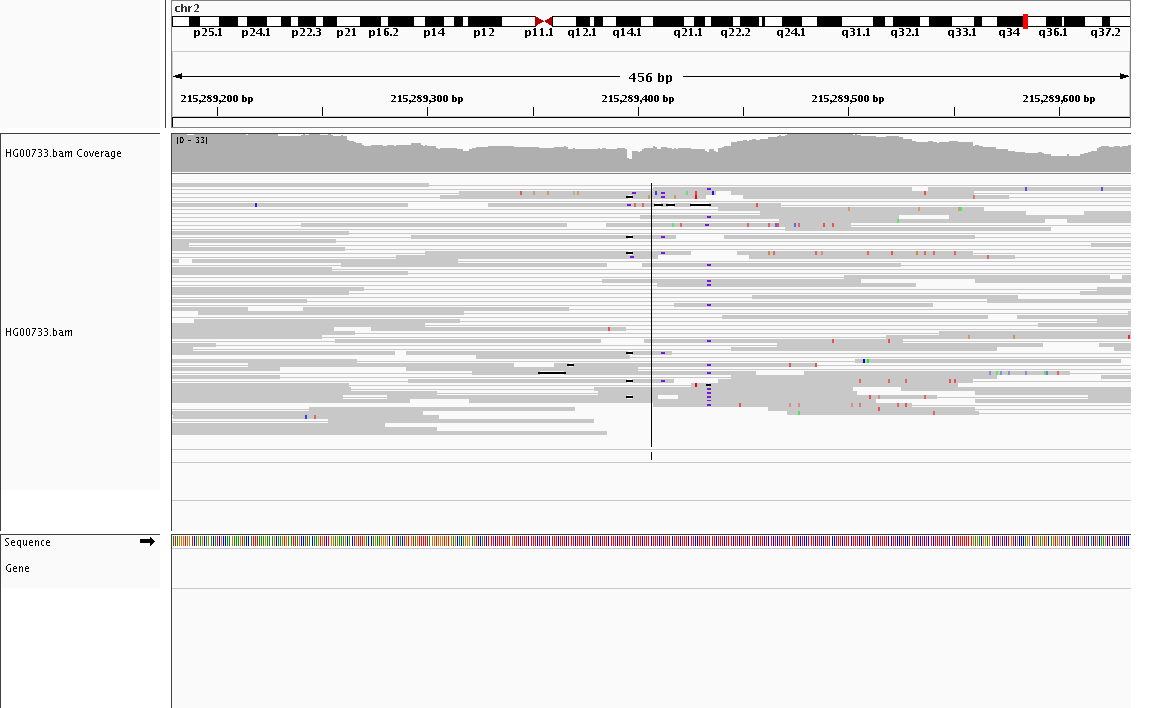 chr2
p25.1 p24.1 p22.3 p21 p16.2 p14 p12 p11.1 q12.1 q14.1 q21.1 q22.2 q24.1 q31.1 q32.1 q33.1 q34 q36.1 q37.2
456 bp
215,289,200 bp 215,289,300 bp 215,289,400 bp 215,289,500 bp 215,289,600 bp
[0 - 33]
HG00733.bam Coverage
HG00733.bam
Sequence
Gene